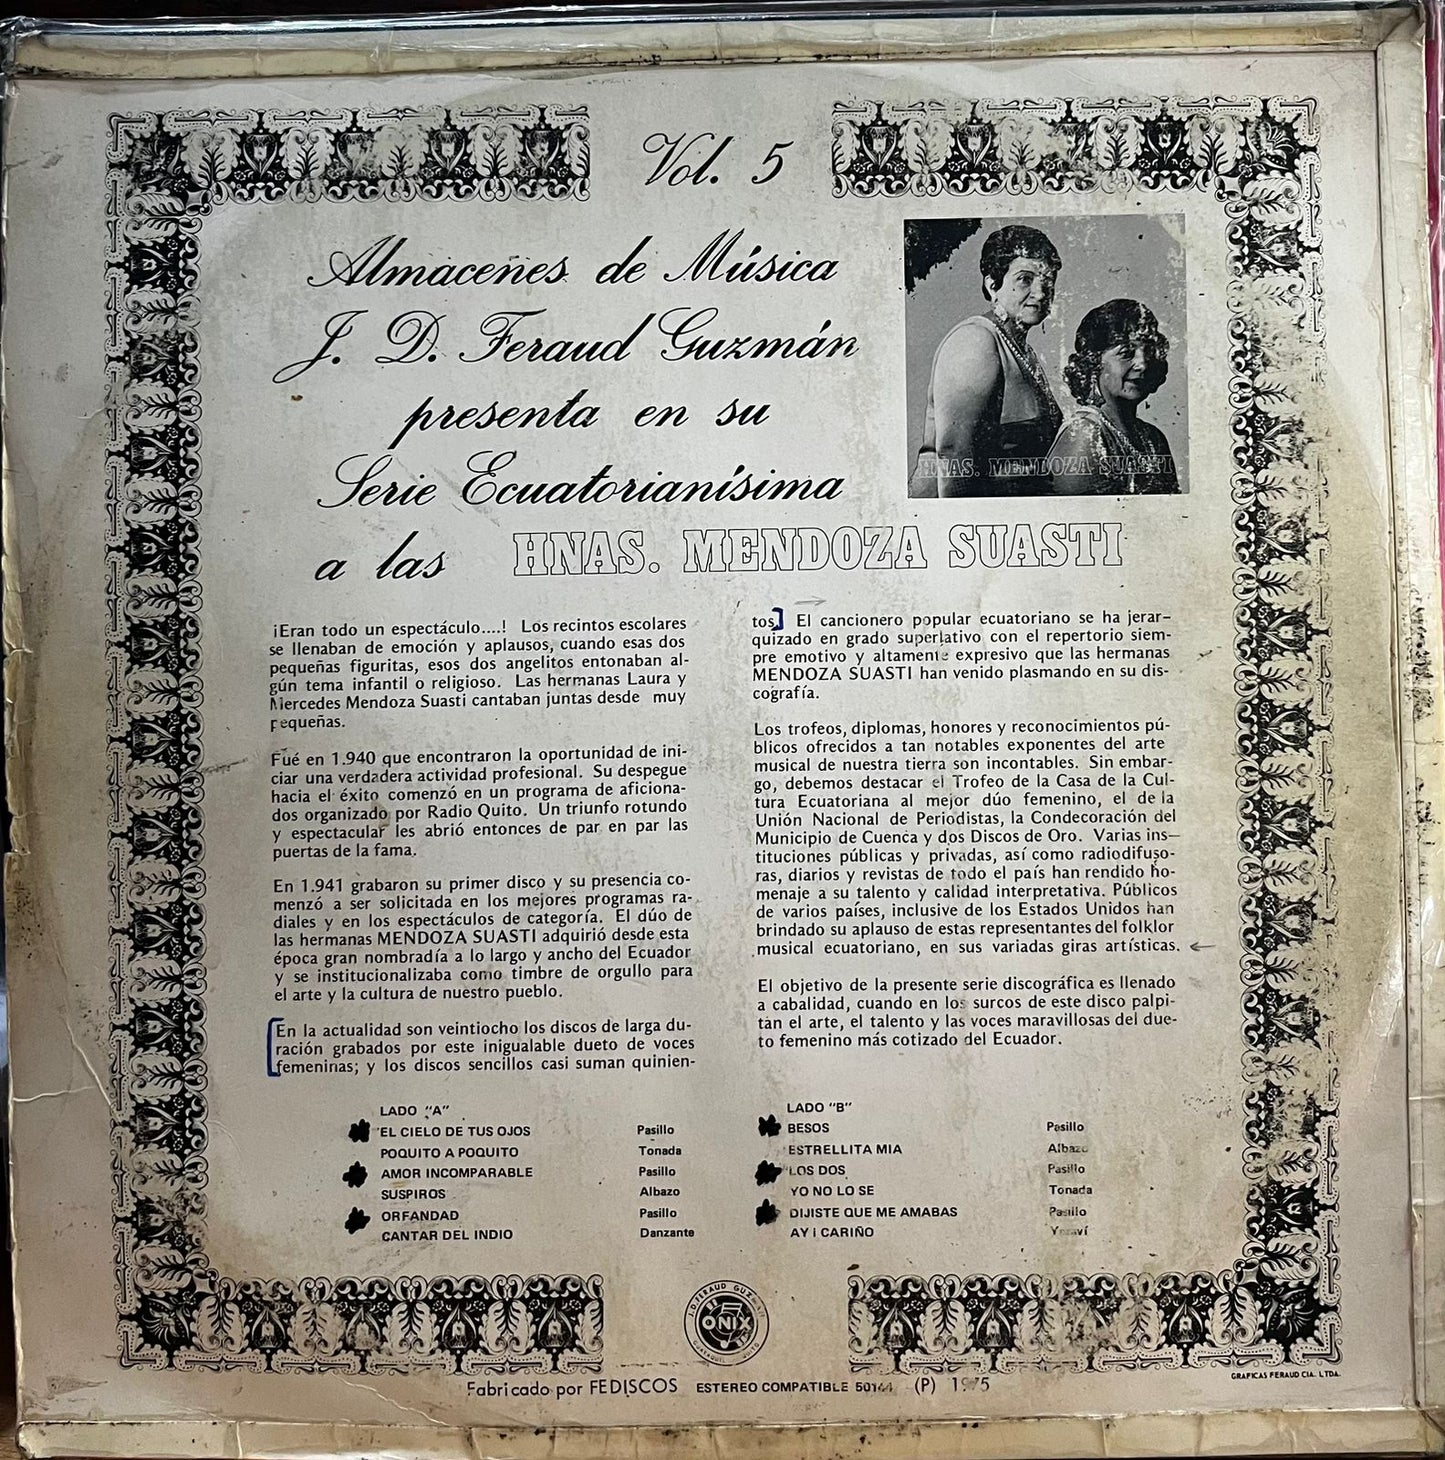 Vol. 5
Almacenes de Música
J. D. Feraud Guzmán
presenta en su
Serie Ecuatorianísima
a las HNAS. MENDOZA SUASTI
HNAS. MENDOZA SUASTI
¡Eran todo un espectáculo....! Los recintos escolares
se llenaban de emoción y aplausos, cuando esas dos
pequeñas figuritas, esos dos angelitos entonaban al-
gún tema infantil o religioso. Las hermanas Laura y
Mercedes Mendoza Suasti cantaban juntas desde muy
pequeñas.
Fué en 1.940 que encontraron la oportunidad de ini-
ciar una verdadera actividad profesional. Su despegue
hacia el éxito comenzó en un programa de aficiona-
dos organizado por Radio Quito. Un triunfo rotundo
y espectacular les abrió entonces de par en par las
puertas de la fama.
En 1.941 grabaron su primer disco y su presencia co-
menzó a ser solicitada en los mejores programas ra-
diales y en los espectáculos de categoría. El dúo de
las hermanas MENDOZA SUASTI adquirió desde esta
época gran nombradía a lo largo y ancho del Ecuador
y se institucionalizaba como timbre de orgullo para
el arte y la cultura de nuestro pueblo.
En la actualidad son veintiocho los discos de larga du-
ración grabados por este inigualable dueto de voces
femeninas; y los discos sencillos casi suman quinien-
tos. El cancionero popular ecuatoriano se ha jerar-
quizado en grado superlativo con el repertorio siem-
pre emotivo y altamente expresivo que las hermanas
MENDOZA SUASTI han venido plasmando en su dis-
cografía.
Los trofeos, diplomas, honores y reconocimientos pú-
blicos ofrecidos a tan notables exponentes del arte
musical de nuestra tierra son incontables. Sin embar-
go, debemos destacar el Trofeo de la Casa de la Cul-
tura Ecuatoriana al mejor dúo femenino, el de la
Unión Nacional de Periodistas, la Condecoración del
Municipio de Cuenca y dos Discos de Oro. Varias ins-
tituciones públicas y privadas, así como radiodifuso-
ras, diarios y revistas de todo el país han rendido ho-
menaje a su talento y calidad interpretativa. Públicos
de varios países, inclusive de los Estados Unidos han
brindado su aplauso de estas representantes del folklor
musical ecuatoriano, en sus variadas giras artísticas.
El objetivo de la presente serie discográfica es llenado
a cabalidad, cuando en los surcos de este disco palpi-
tan el arte, el talento y las voces maravillosas del due-
to femenino más cotizado del Ecuador.
LADO "A"
EL CIELO DE TUS OJOS Pasillo
POQUITO A POQUITO Tonada
AMOR INCOMPARABLE Pasillo
SUSPIROS Albazo
ORFANDAD Pasillo
CANTAR DEL INDIO Danzante
LADO "B"
BESOS Pasillo
ESTRELLITA MIA Albazo
LOS DOS Pasillo
YO NO LO SE Tonada
DIJISTE QUE ME AMABAS Pasillo
AY ¡ CARIÑO Yaraví
J.D. FERAUD GUZMAN
ONIX
Fabricado por FEDISCOS ESTEREO COMPATIBLE (P) 1975
GRAFICAS FERAUD CIA. LTDA.